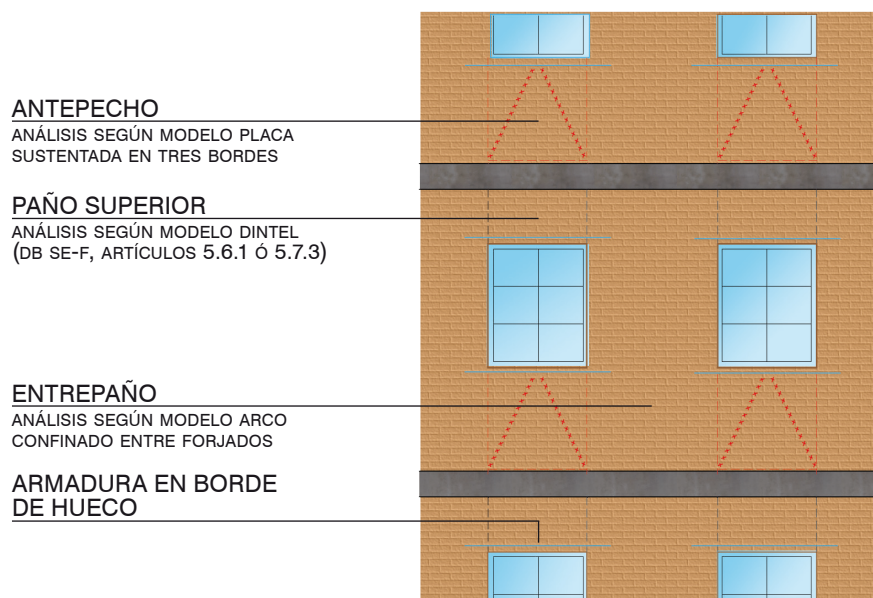 ANTEPECHO
ANÁLISIS SEGÚN MODELO PLACA
SUSTENTADA EN TRES BORDES
PAÑO SUPERIOR
ANÁLISIS SEGÚN MODELO DINTEL
(DB SE-F, ARTÍCULOS 5.6.1 Ó 5.7.3)
ENTREPAÑO
ANÁLISIS SEGÚN MODELO ARCO
CONFINADO ENTRE FORJADOS
ARMADURA EN BORDE
DE HUECO